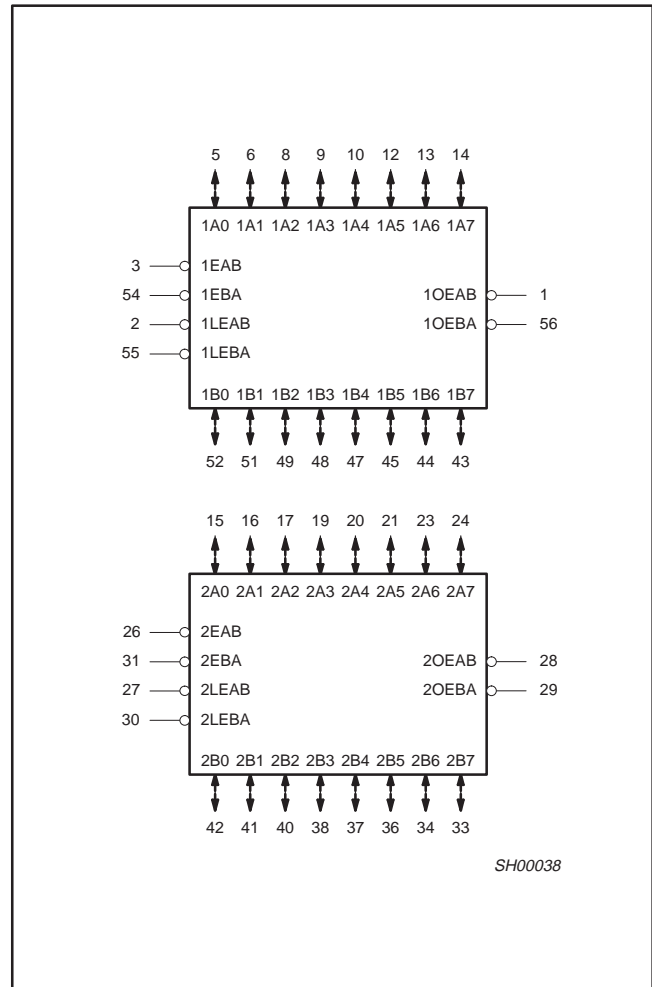 5 6 8 9 10 12 13 14
1A0 1A1 1A2 1A3 1A4 1A5 1A6 1A7
3 1EAB
54 1EBA 1OEAB 1
2 1LEAB 1OEBA 56
55 1LEBA
1B0 1B1 1B2 1B3 1B4 1B5 1B6 1B7
52 51 49 48 47 45 44 43
15 16 17 19 20 21 23 24
2A0 2A1 2A2 2A3 2A4 2A5 2A6 2A7
26 2EAB
31 2EBA 2OEAB 28
27 2LEAB 2OEBA 29
30 2LEBA
2B0 2B1 2B2 2B3 2B4 2B5 2B6 2B7
42 41 40 38 37 36 34 33
SH00038